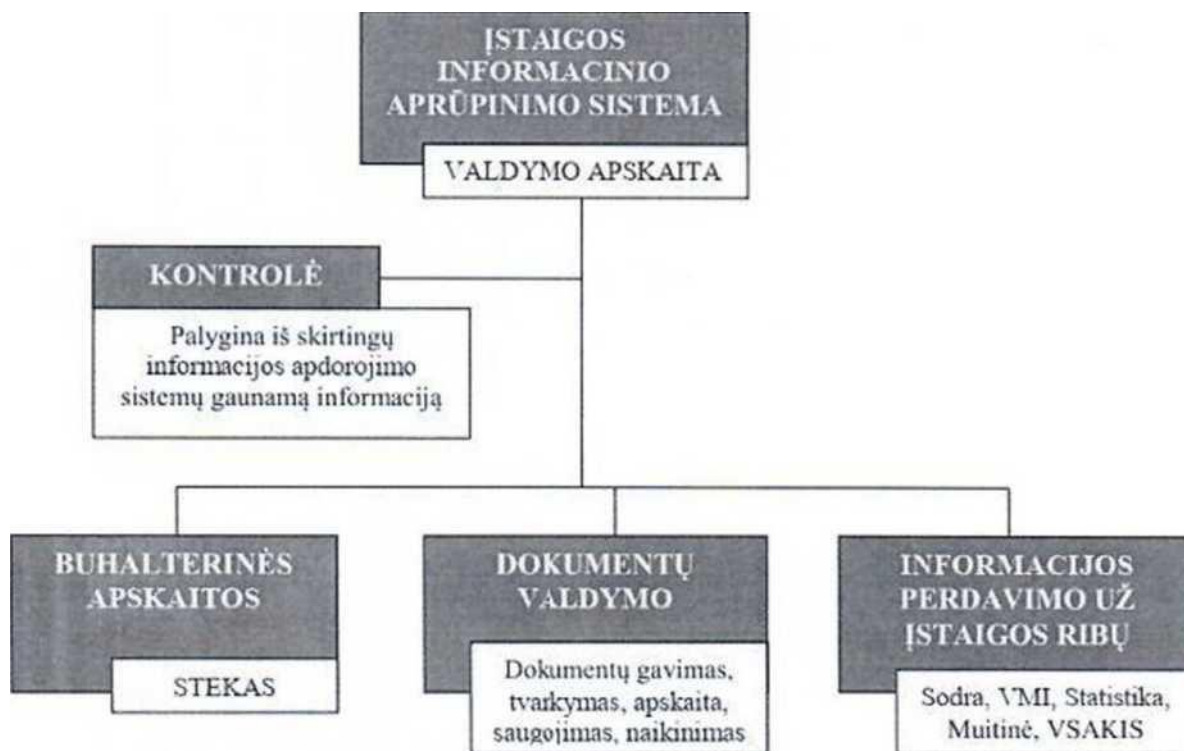 ĮSTAIGOS
INFORMACINIO
APRŪPINIMO SISTEMA
VALDYMO APSKAITA
KONTROLĖ
Palygina iš skirtingų
informacijos apdorojimo
sistemų gaunamą informaciją
BUHALTERINĖS
APSKAITOS
STEKAS
DOKUMENTŲ
VALDYMO
Dokumentų gavimas,
tvarkymas, apskaita,
saugojimas, naikinimas
INFORMACIJOS
PERDAVIMO UŽ
ĮSTAIGOS RIBŲ
Sodra, VMI, Statistika,
Muitinė, VSAKIS